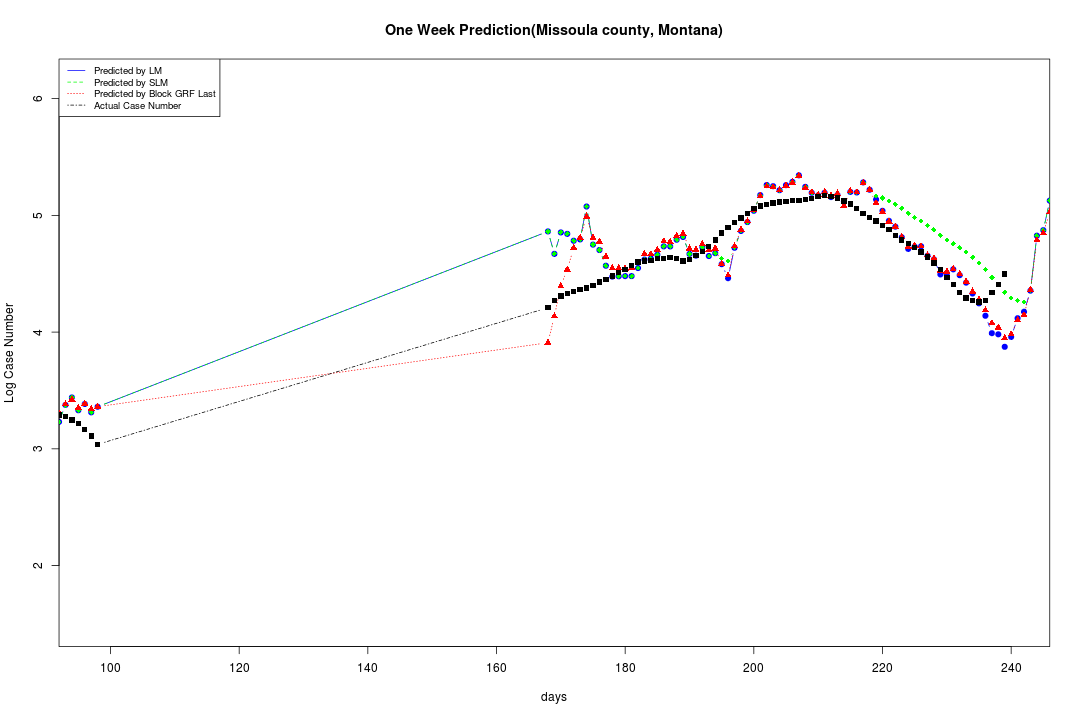 One Week Prediction(Missoula county, Montana)
Predicted by LM
Predicted by SLM
Predicted by Block GRF Last
Actual Case Number
6
5
4
3
2
Log Case Number
100 120 140 160 180 200 220 240
days